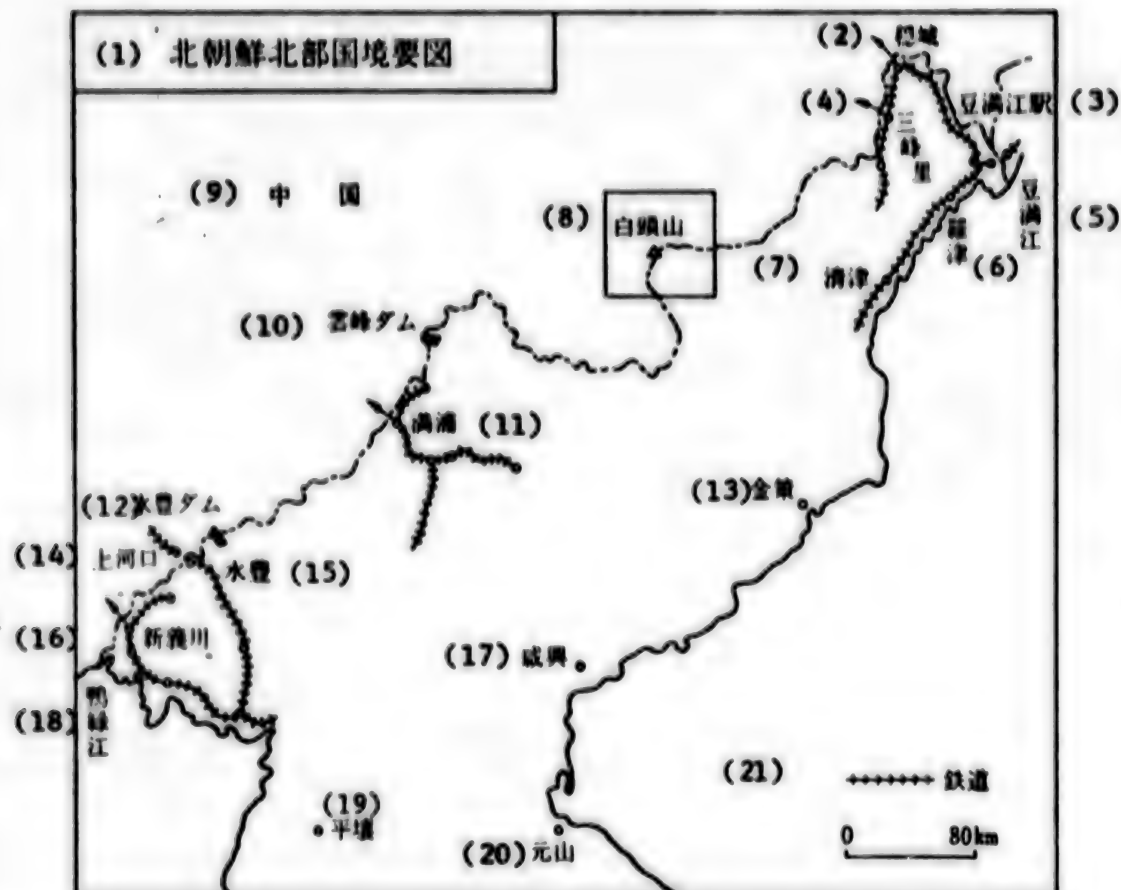 (1) 北朝鮮北部国境要図
(2) 穏城
豆満江駅 (3)
(4) 三峰里
豆満江 (5)
羅津 (6)
清津 (7)
(8) 白頭山
(9) 中国
(10) 雲峰ダム
満浦 (11)
(12) 水豊ダム
(13) 金策
(14) 上河口
水豊 (15)
(16) 新義川
(17) 咸興
(18) 鴨緑江
(19) 平壌
(20) 元山
(21) 鉄道
0 80km